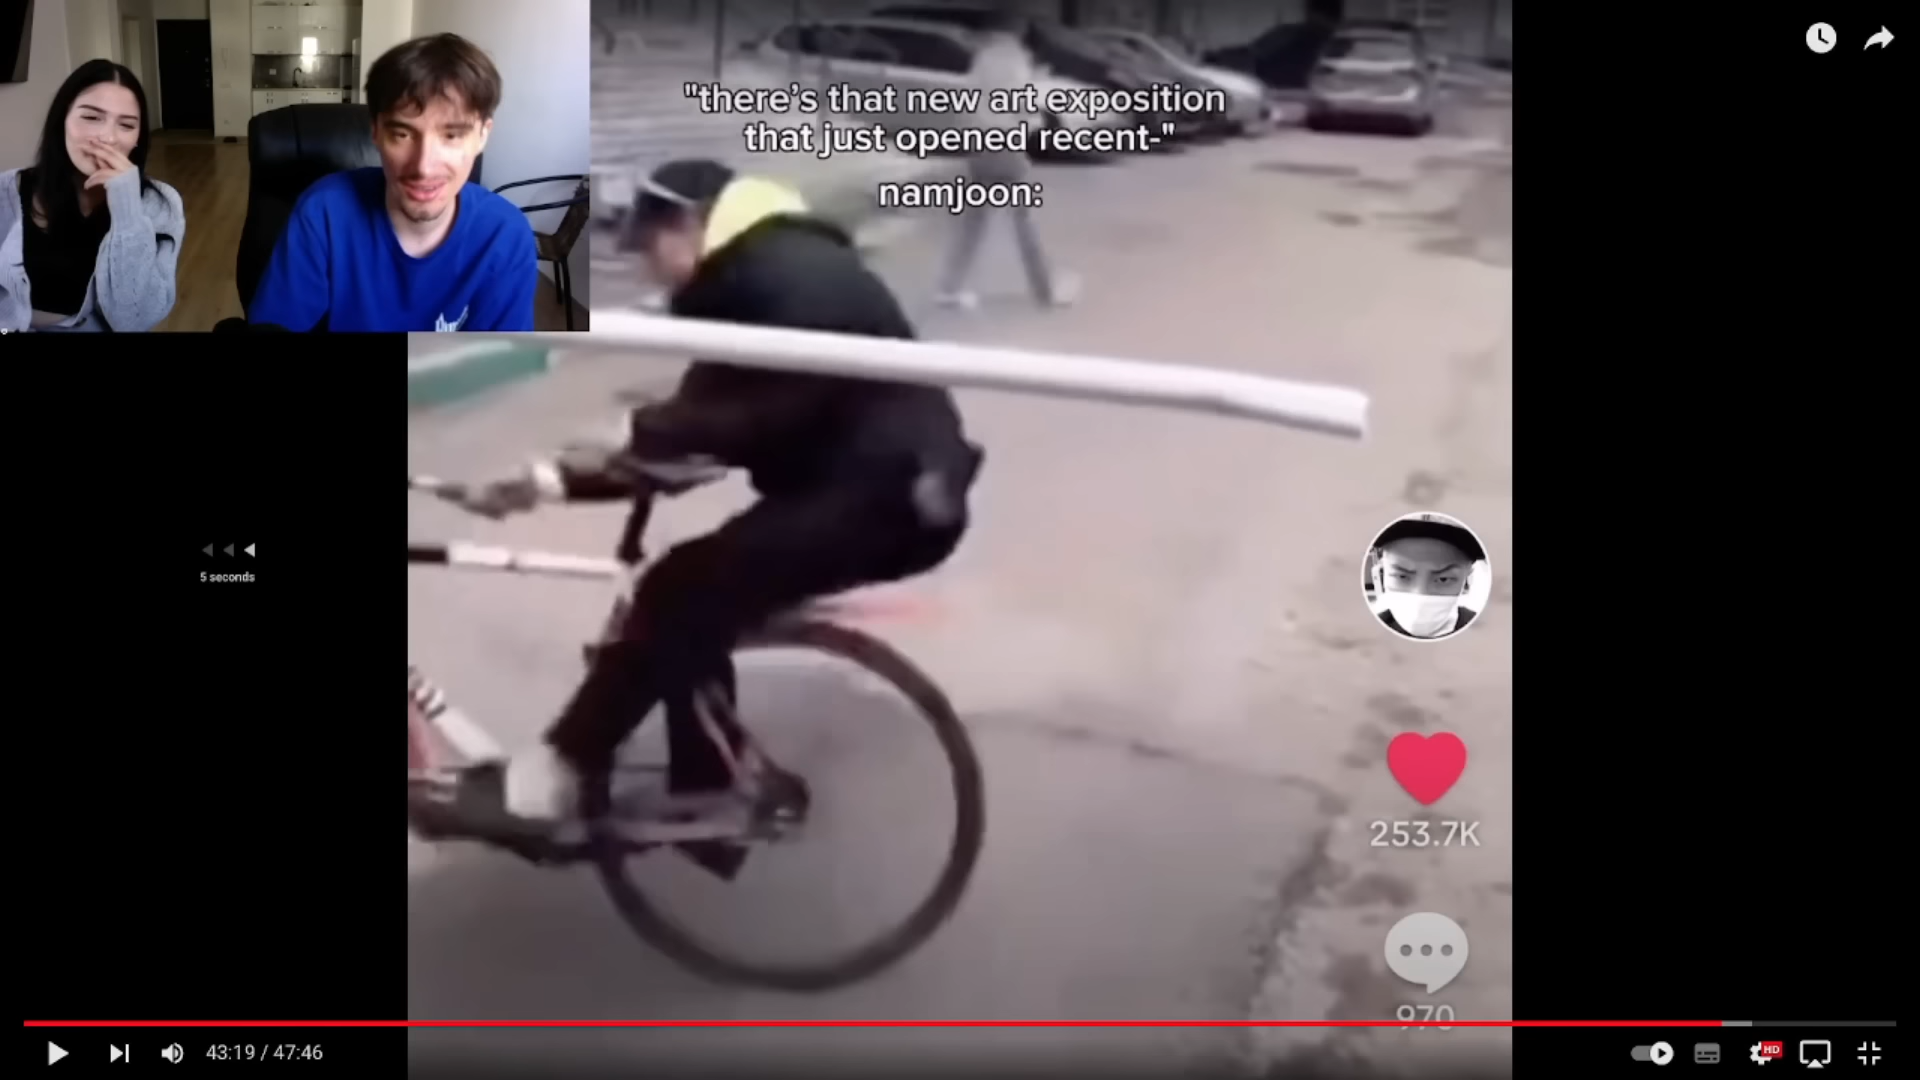 "there's that new art exposition
that just opened recent-"
namjoon:
5 seconds
253.7K
970
43:19 / 47:46
HD